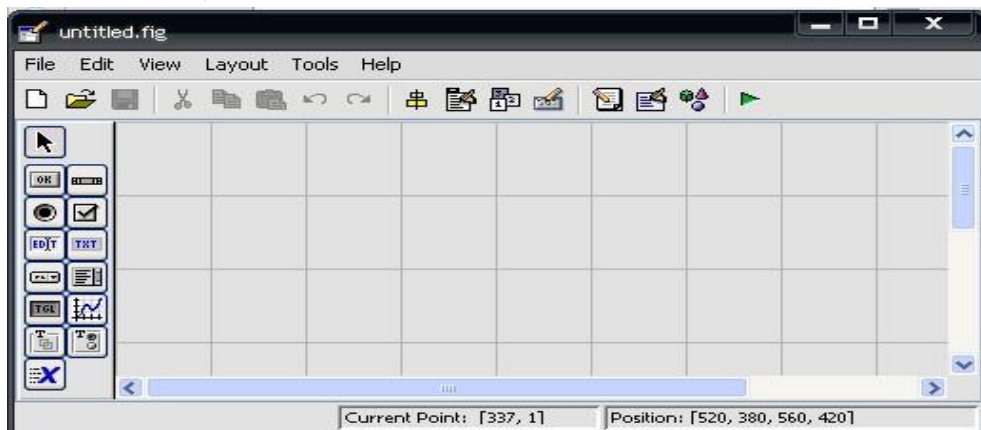 untitled.fig
File Edit View Layout Tools Help
OK
EDIT TXT
TGL
T T
X
Current Point: [337, 1] Position: [520, 380, 560, 420]